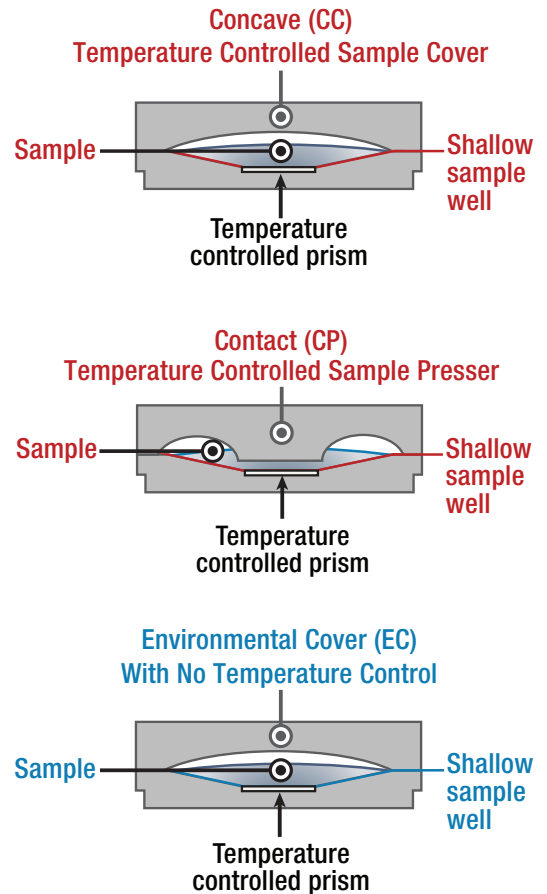 Concave (CC)
Temperature Controlled Sample Cover
Sample
Shallow
sample
well
Temperature
controlled prism
Contact (CP)
Temperature Controlled Sample Presser
Sample
Shallow
sample
well
Temperature
controlled prism
Environmental Cover (EC)
With No Temperature Control
Sample
Shallow
sample
well
Temperature
controlled prism